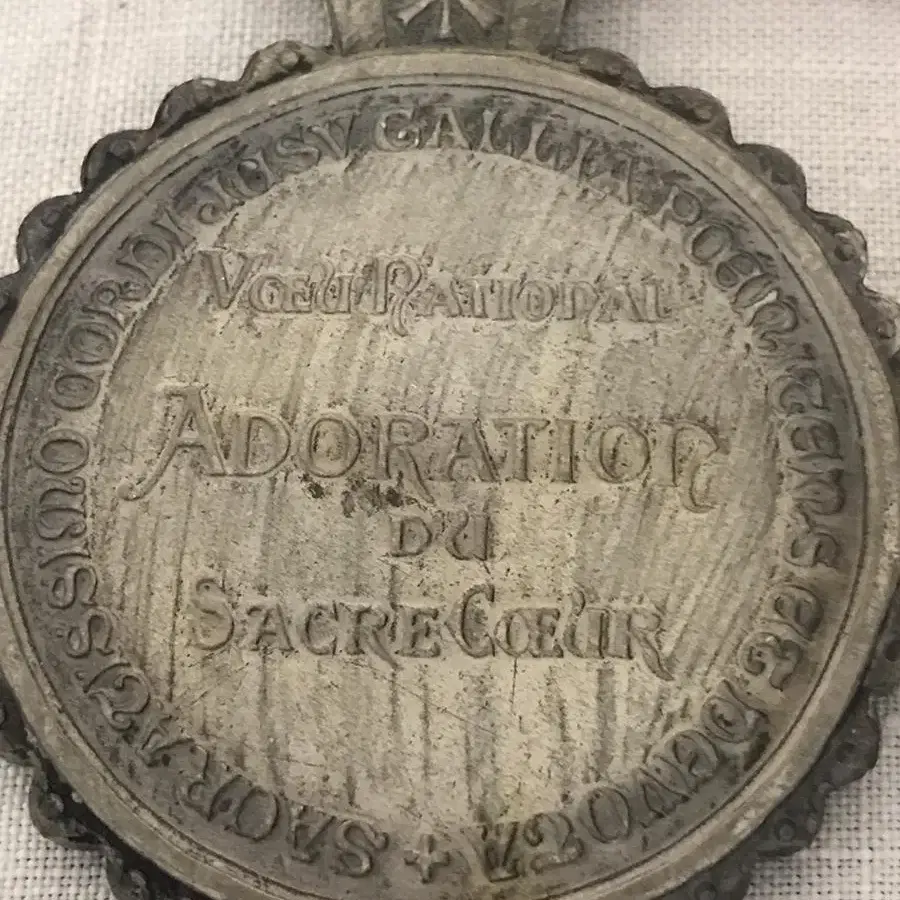 SACRATISSIMO CORDI JESV GALLIA POENITENS ET DEVOTA +
VŒU NATIONAL
ADORATION
DU
SACRE CŒUR